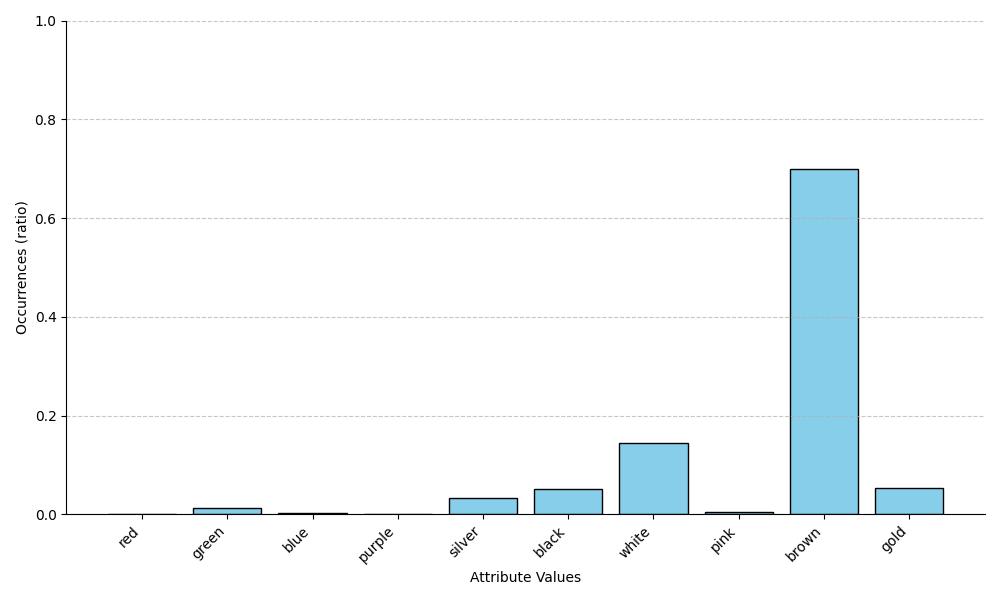 1.0
0.8
0.6
0.4
0.2
0.0
Occurrences (ratio)
red green blue purple silver black white pink brown gold
Attribute Values